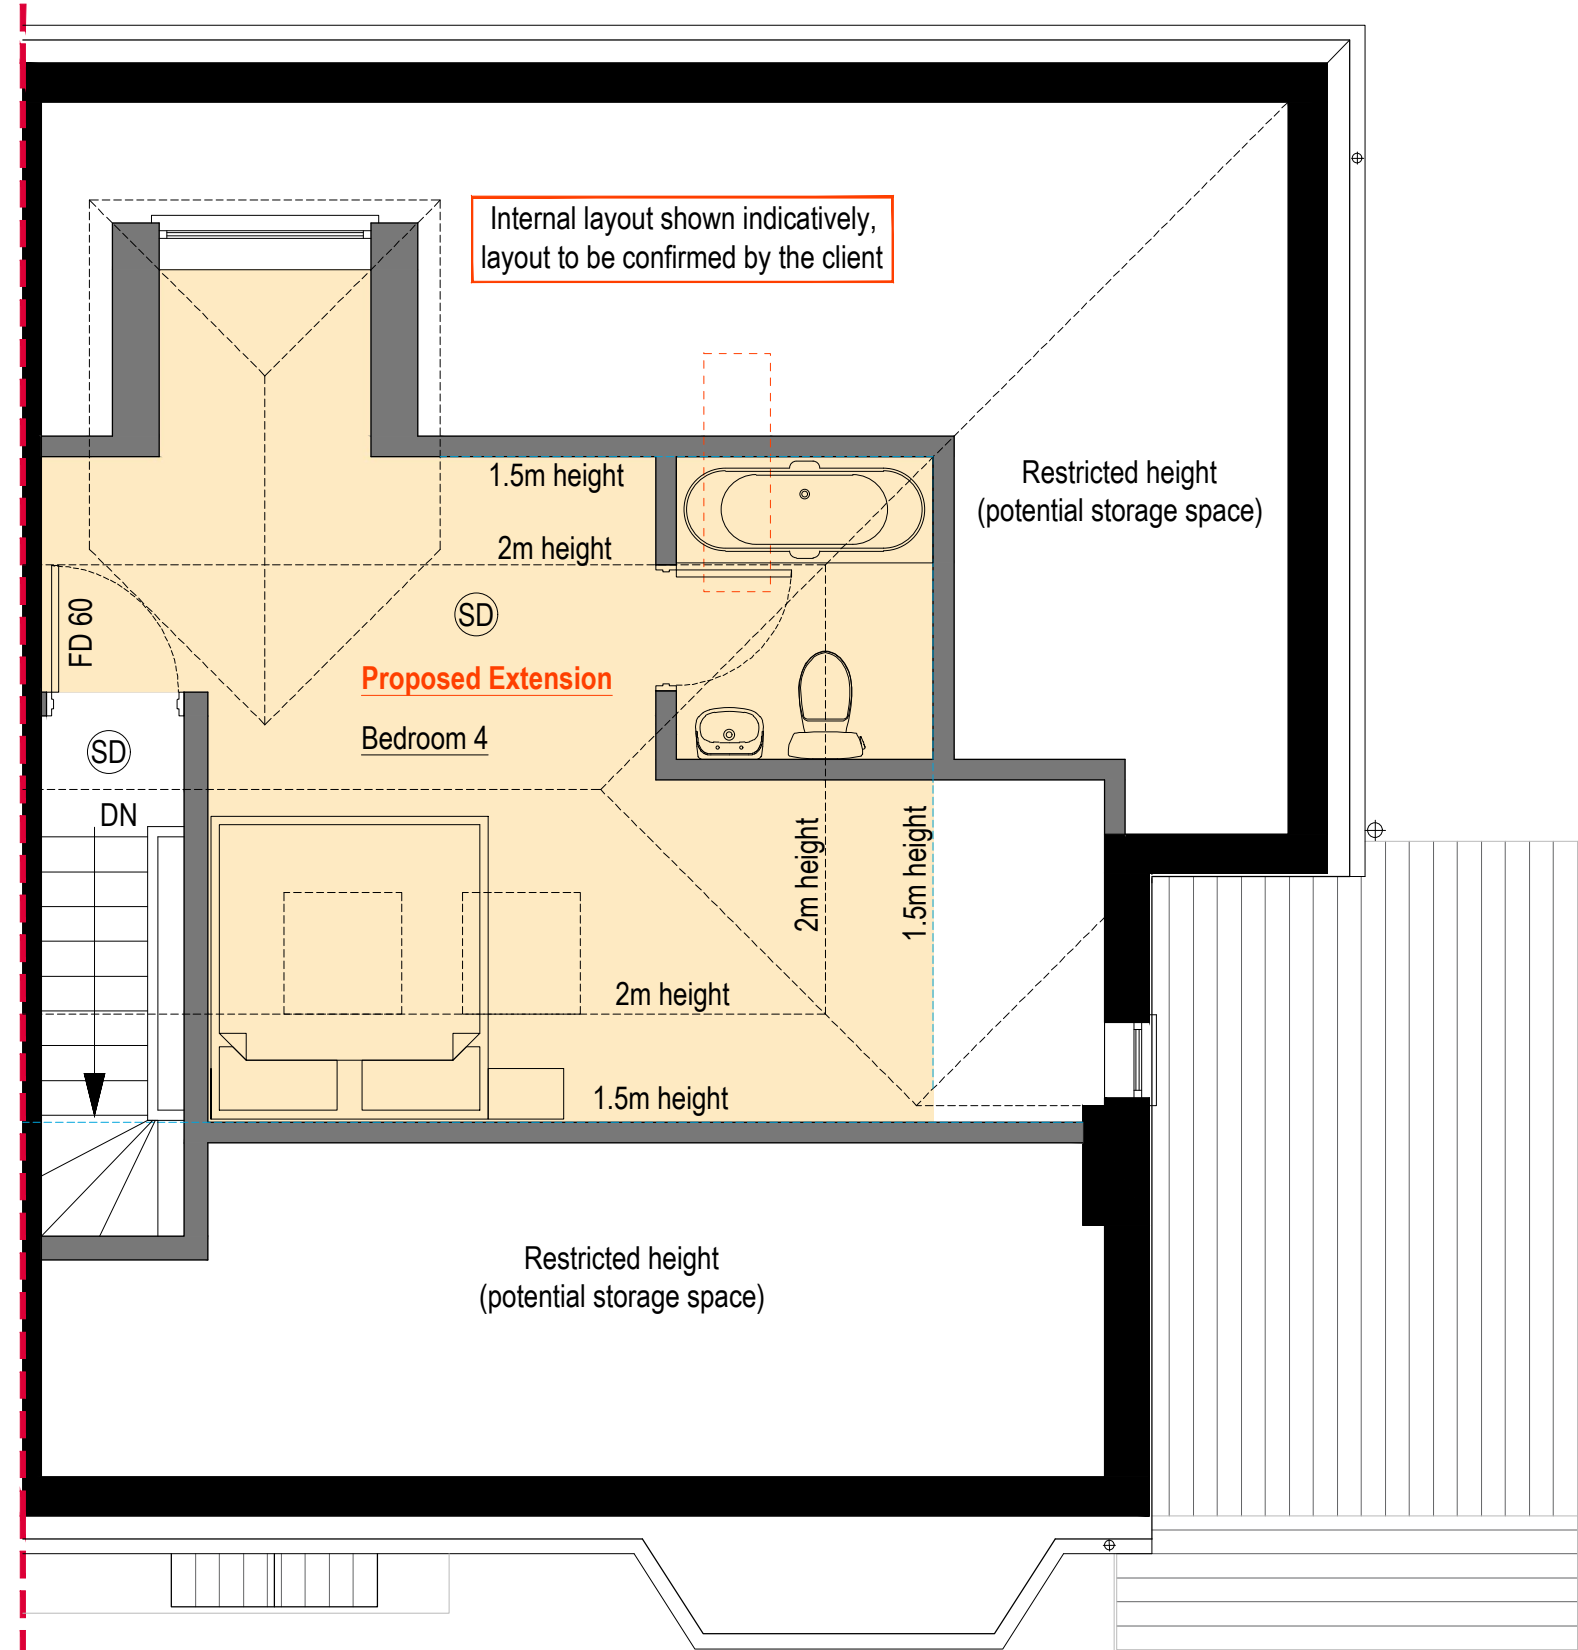 Internal layout shown indicatively,
layout to be confirmed by the client
1.5m height
Restricted height
(potential storage space)
2m height
FD 60
SD
Proposed Extension
Bedroom 4
SD
DN
2m height
1.5m height
2m height
1.5m height
Restricted height
(potential storage space)